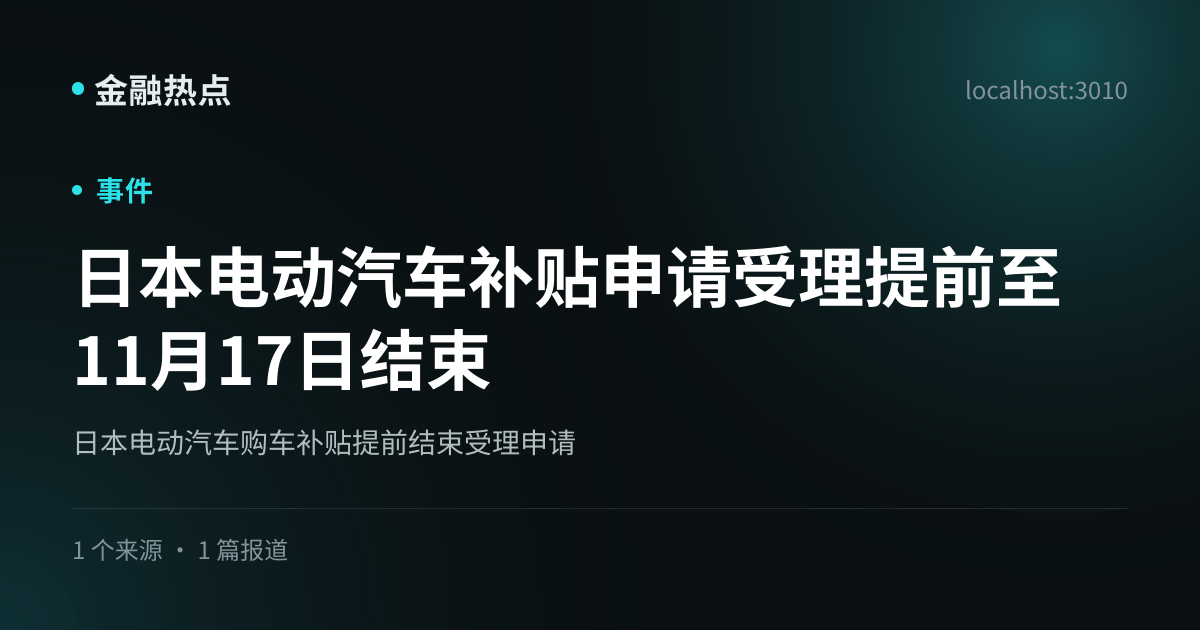 金融热点
localhost:3010
事件
日本电动汽车补贴申请受理提前至
11月17日结束
日本电动汽车购车补贴提前结束受理申请
1 个来源 · 1 篇报道